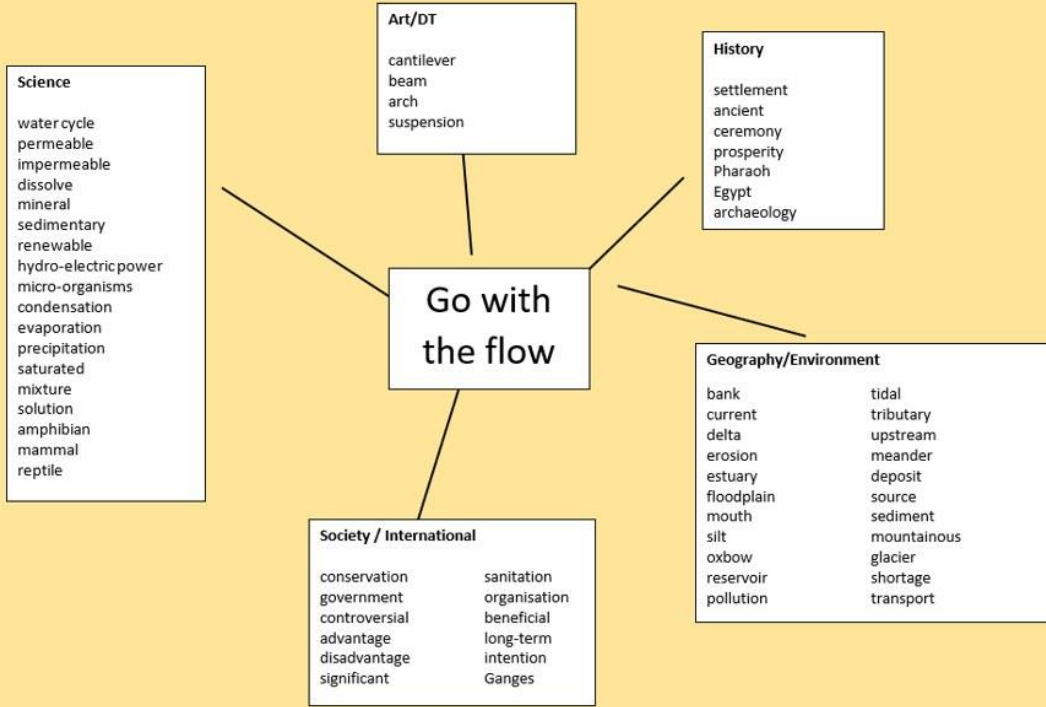 Art/DT
cantilever
beam
arch
suspension
History
settlement
ancient
ceremony
prosperity
Pharaoh
Egypt
archaeology
Science
water cycle
permeable
impermeable
dissolve
mineral
sedimentary
renewable
hydro-electric power
micro-organisms
condensation
evaporation
precipitation
saturated
mixture
solution
amphibian
mammal
reptile
Go with
the flow
Geography/Environment
bank
current
delta
erosion
estuary
floodplain
mouth
silt
oxbow
reservoir
pollution
tidal
tributary
upstream
meander
deposit
source
sediment
mountainous
glacier
shortage
transport
Society / International
conservation
government
controversial
advantage
disadvantage
significant
sanitation
organisation
beneficial
long-term
intention
Ganges